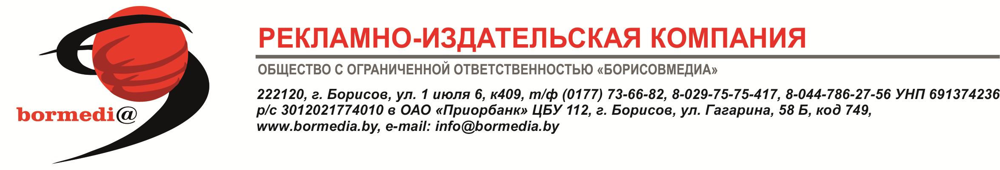 РЕКЛАМНО-ИЗДАТЕЛЬСКАЯ КОМПАНИЯ
ОБЩЕСТВО С ОГРАНИЧЕННОЙ ОТВЕТСТВЕННОСТЬЮ «БОРИСОВМЕДИА»
222120, г. Борисов, ул. 1 июля 6, к409, т/ф (0177) 73-66-82, 8-029-75-75-417, 8-044-786-27-56 УНП 691374236
р/с 3012021774010 в ОАО «Приорбанк» ЦБУ 112, г. Борисов, ул. Гагарина, 58 Б, код 749,
www.bormedia.by, e-mail: info@bormedia.by
bormedi@